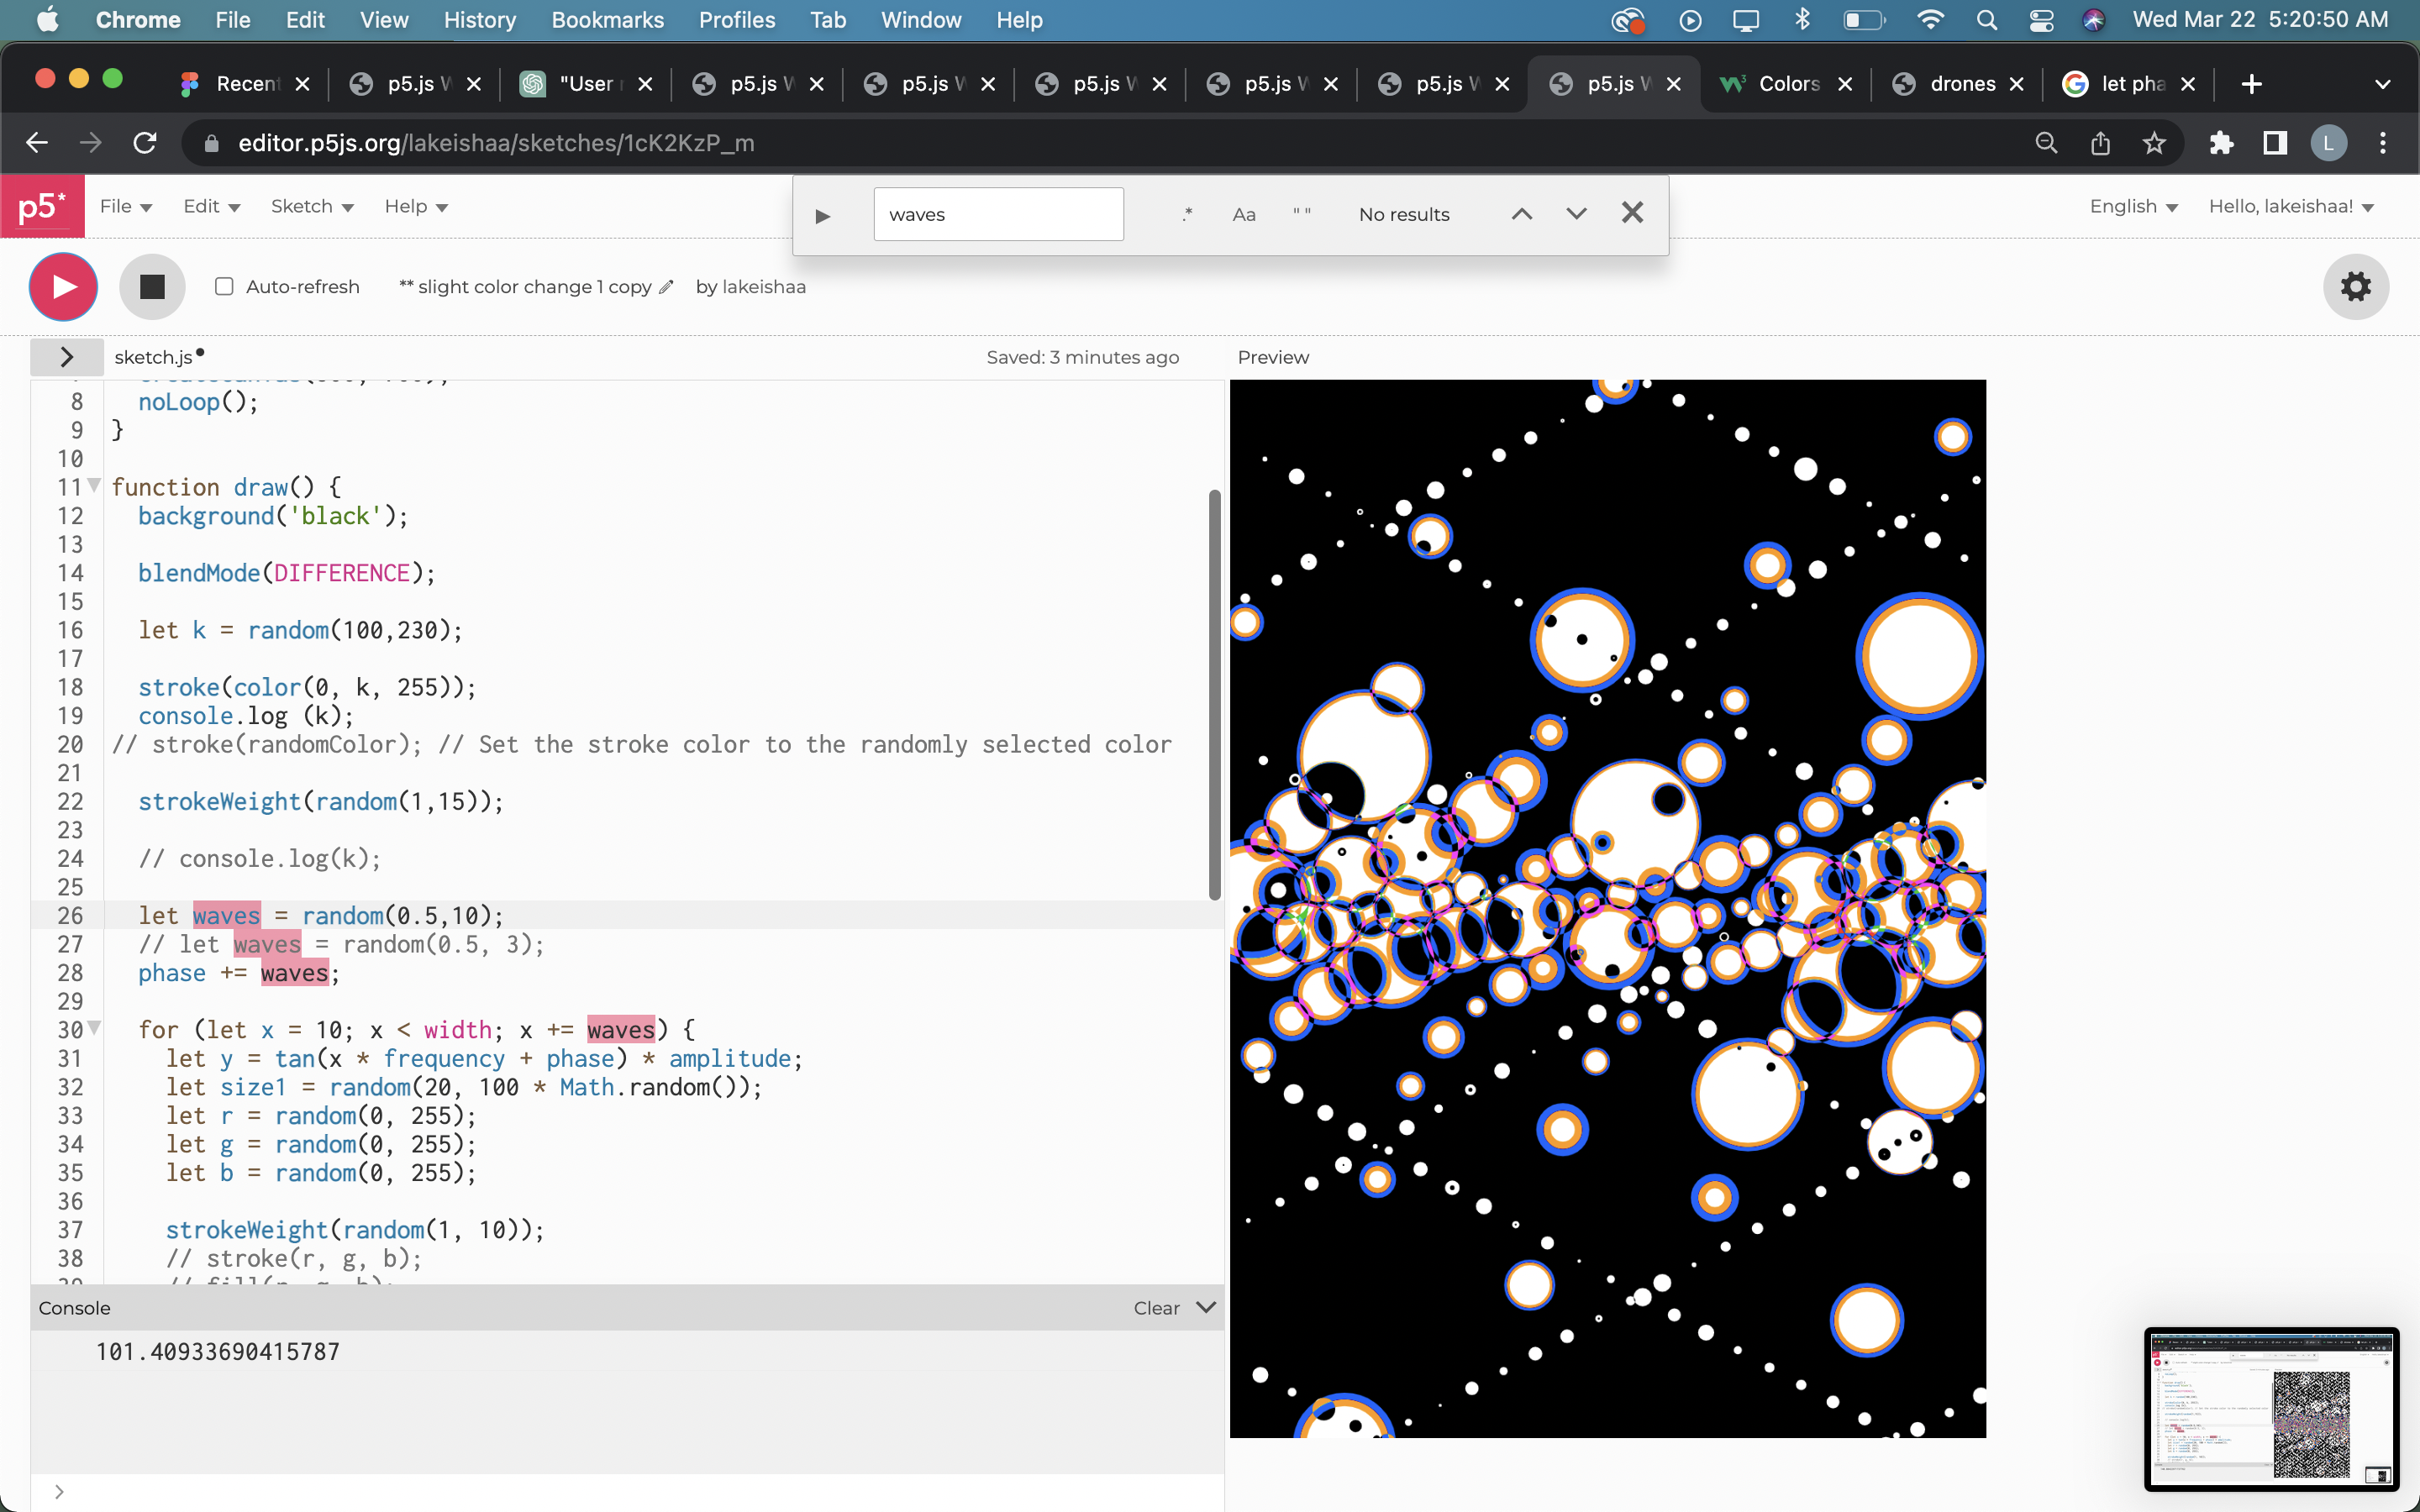 Chrome File Edit View History Bookmarks Profiles Tab Window Help Wed Mar 22 5:20:50 AM
Recent p5.js W "User p5.js W p5.js W p5.js W p5.js W p5.js W p5.js W Colors drones let pha
editor.p5js.org/lakeishaa/sketches/1cK2KzP_m L
p5* File Edit Sketch Help English Hello, lakeishaa!
waves .* Aa " " No results
Auto-refresh ** slight color change 1 copy by lakeishaa
sketch.js Saved: 3 minutes ago Preview
8 noLoop();
9 }
10
11 function draw() {
12 background('black');
13
14 blendMode(DIFFERENCE);
15
16 let k = random(100,230);
17
18 stroke(color(0, k, 255));
19 console.log (k);
20 // stroke(randomColor); // Set the stroke color to the randomly selected color
21
22 strokeWeight(random(1,15));
23
24 // console.log(k);
25
26 let waves = random(0.5,10);
27 // let waves = random(0.5, 3);
28 phase += waves;
29
30 for (let x = 10; x < width; x += waves) {
31 let y = tan(x * frequency + phase) * amplitude;
32 let size1 = random(20, 100 * Math.random());
33 let r = random(0, 255);
34 let g = random(0, 255);
35 let b = random(0, 255);
36
37 strokeWeight(random(1, 10));
38 // stroke(r, g, b);
Console Clear
101.40933690415787